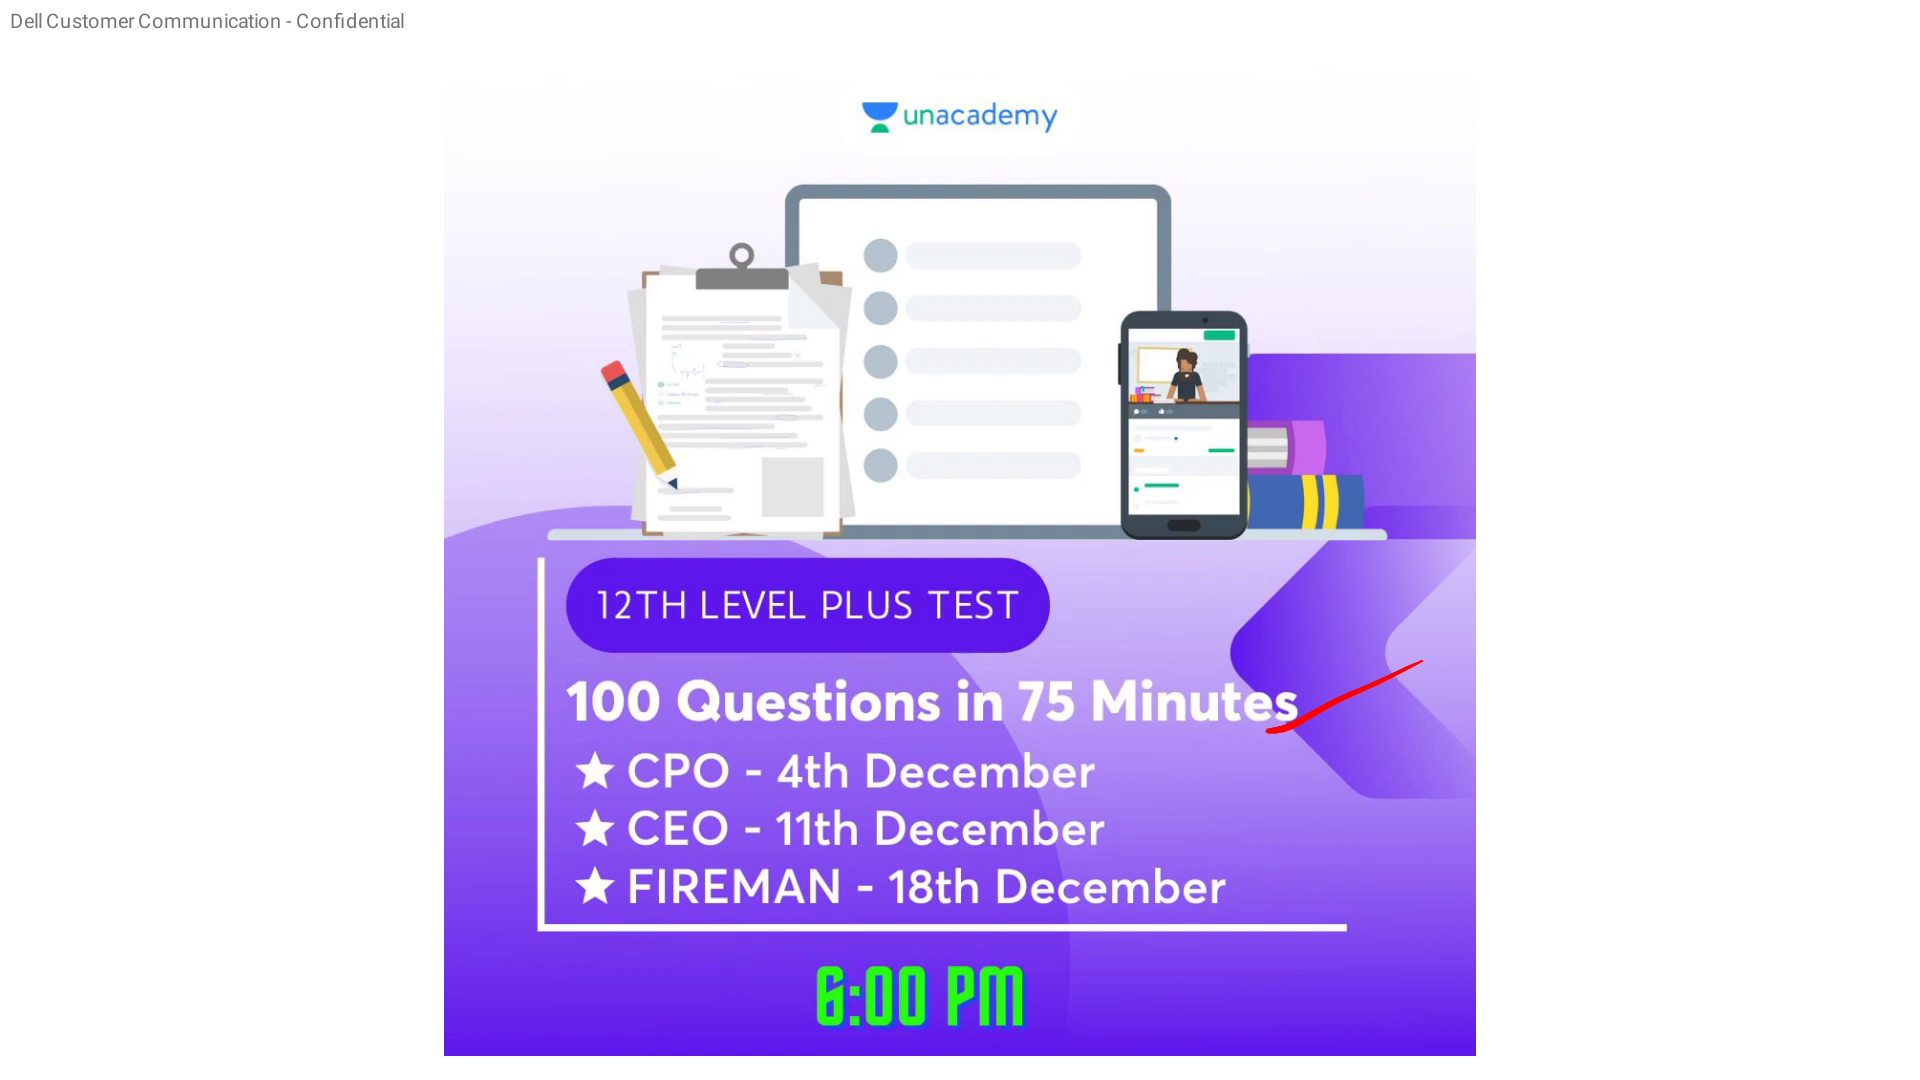 Dell Customer Communication - Confidential
unacademy
12TH LEVEL PLUS TEST
100 Questions in 75 Minutes
★ CPO - 4th December
★ CEO - 11th December
★ FIREMAN - 18th December
6:00 PM